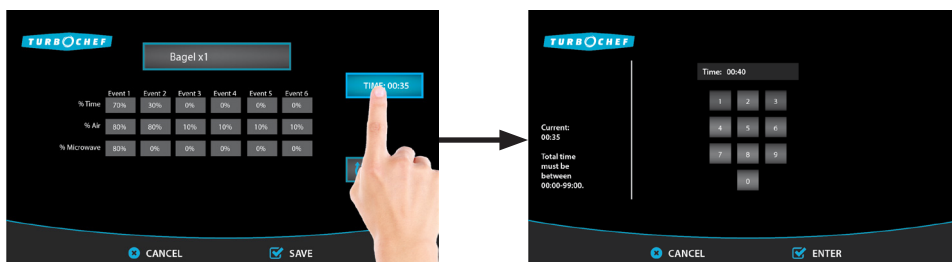 TURBOCHEF
Bagel x1
TIME: 00:35
Event 1 Event 2 Event 3 Event 4 Event 5 Event 6
% Time 70% 30% 0% 0% 0% 0%
% Air 80% 80% 10% 10% 10% 10%
% Microwave 80% 0% 0% 0% 0% 0%
CANCEL SAVE
TURBOCHEF
Time: 00:40
1 2 3
4 5 6
7 8 9
0
Current:
00:35
Total time
must be
between
00:00-99:00.
CANCEL ENTER